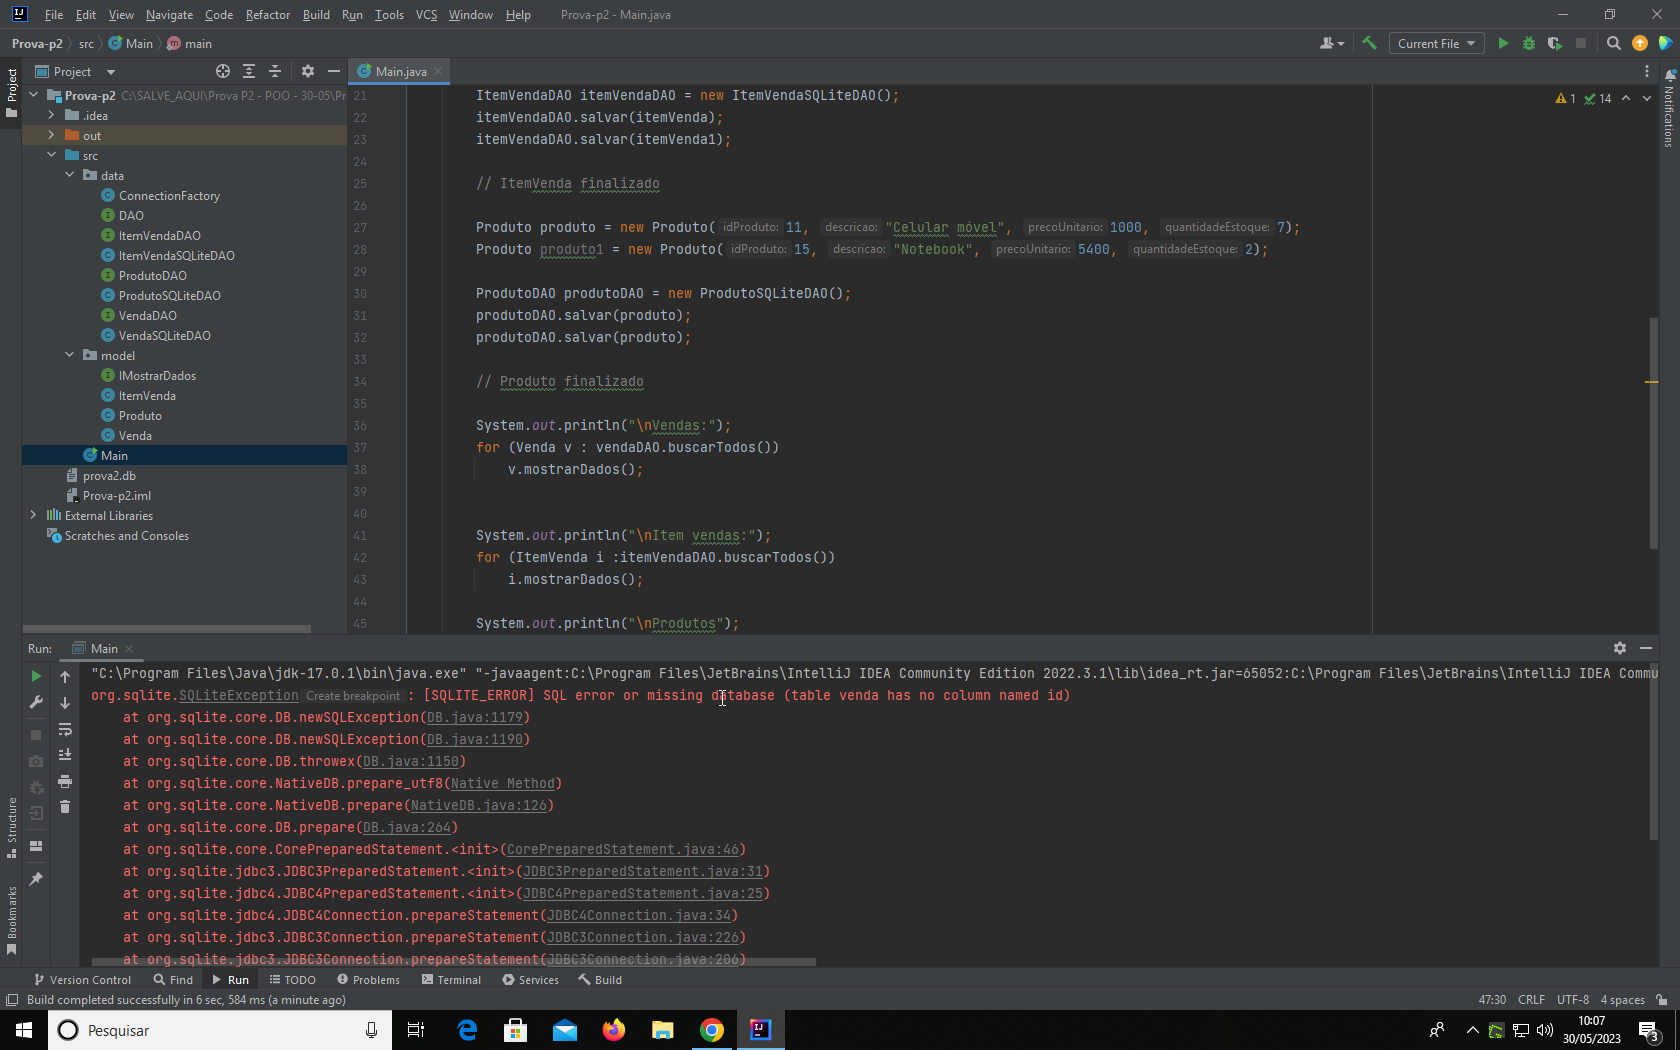 File Edit View Navigate Code Refactor Build Run Tools VCS Window Help Prova-p2 - Main.java
Prova-p2 src Main main Current File
Project Main.java
Project
Prova-p2 C:\SALVE_AQUI\Prova P2 - POO - 30-05\Pr
.idea
out
src
data
ConnectionFactory
DAO
ItemVendaDAO
ItemVendaSQLiteDAO
ProdutoDAO
ProdutoSQLiteDAO
VendaDAO
VendaSQLiteDAO
model
IMostrarDados
ItemVenda
Produto
Venda
Main
prova2.db
Prova-p2.iml
External Libraries
Scratches and Consoles
1 14
Notifications
21 ItemVendaDAO itemVendaDAO = new ItemVendaSQLiteDAO();
22 itemVendaDAO.salvar(itemVenda);
23 itemVendaDAO.salvar(itemVenda1);
24
25 // ItemVenda finalizado
26
27 Produto produto = new Produto( idProduto: 11, descricao: "Celular móvel", precoUnitario: 1000, quantidadeEstoque: 7);
28 Produto produto1 = new Produto( idProduto: 15, descricao: "Notebook", precoUnitario: 5400, quantidadeEstoque: 2);
29
30 ProdutoDAO produtoDAO = new ProdutoSQLiteDAO();
31 produtoDAO.salvar(produto);
32 produtoDAO.salvar(produto);
33
34 // Produto finalizado
35
36 System.out.println("\nVendas:");
37 for (Venda v : vendaDAO.buscarTodos())
38 v.mostrarDados();
39
40
41 System.out.println("\nItem vendas:");
42 for (ItemVenda i :itemVendaDAO.buscarTodos())
43 i.mostrarDados();
44
45 System.out.println("\nProdutos");
Run: Main
"C:\Program Files\Java\jdk-17.0.1\bin\java.exe" "-javaagent:C:\Program Files\JetBrains\IntelliJ IDEA Community Edition 2022.3.1\lib\idea_rt.jar=65052:C:\Program Files\JetBrains\IntelliJ IDEA Commu
org.sqlite.SQLiteException Create breakpoint : [SQLITE_ERROR] SQL error or missing database (table venda has no column named id)
at org.sqlite.core.DB.newSQLException(DB.java:1179)
at org.sqlite.core.DB.newSQLException(DB.java:1190)
at org.sqlite.core.DB.throwex(DB.java:1150)
at org.sqlite.core.NativeDB.prepare_utf8(Native Method)
at org.sqlite.core.NativeDB.prepare(NativeDB.java:126)
at org.sqlite.core.DB.prepare(DB.java:264)
at org.sqlite.core.CorePreparedStatement.<init>(CorePreparedStatement.java:46)
at org.sqlite.jdbc3.JDBC3PreparedStatement.<init>(JDBC3PreparedStatement.java:31)
at org.sqlite.jdbc4.JDBC4PreparedStatement.<init>(JDBC4PreparedStatement.java:25)
at org.sqlite.jdbc4.JDBC4Connection.prepareStatement(JDBC4Connection.java:34)
at org.sqlite.jdbc3.JDBC3Connection.prepareStatement(JDBC3Connection.java:226)
at org.sqlite.jdbc3.JDBC3Connection.prepareStatement(JDBC3Connection.java:206)
Structure
Bookmarks
Version Control Find Run TODO Problems Terminal Services Build
Build completed successfully in 6 sec, 584 ms (a minute ago) 47:30 CRLF UTF-8 4 spaces
Pesquisar
10:07
30/05/2023
3